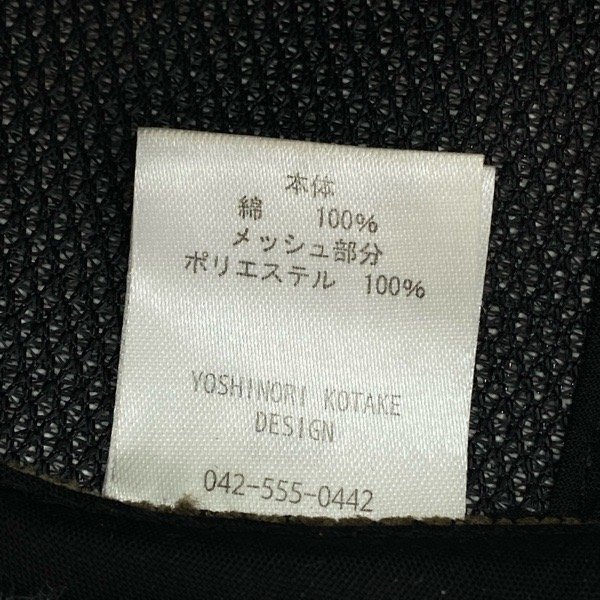 本体
綿 100%
メッシュ部分
ポリエステル 100%
YOSHINORI KOTAKE
DESIGN
042-555-0442